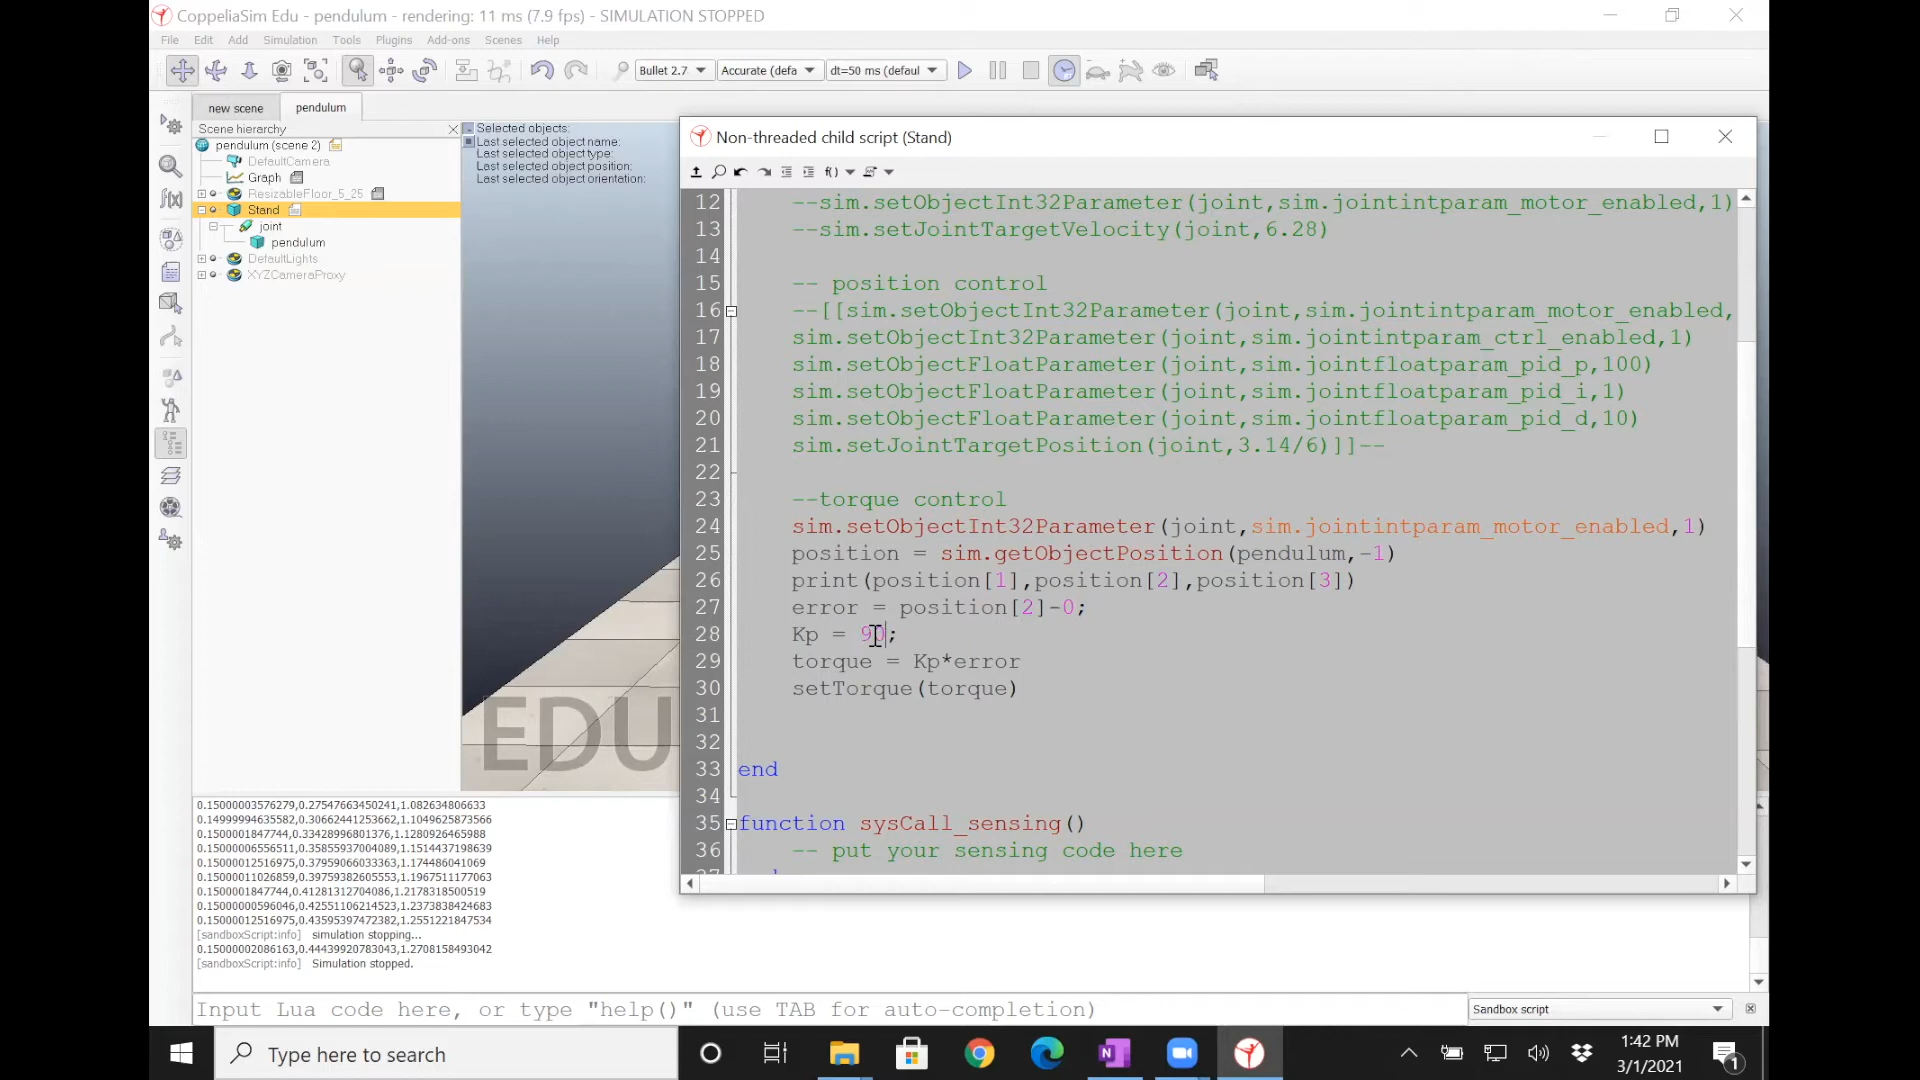 CoppeliaSim Edu - pendulum - rendering: 11 ms (7.9 fps) - SIMULATION STOPPED
File Edit Add Simulation Tools Plugins Add-ons Scenes Help
Bullet 2.7 Accurate (defa dt=50 ms (defaul
new scene pendulum
Scene hierarchy
pendulum (scene 2)
DefaultCamera
Graph
ResizableFloor_5_25
Stand
joint
pendulum
DefaultLights
XYZCameraProxy
Selected objects:
Last selected object name:
Last selected object type:
Last selected object position:
Last selected object orientation:
EDU
Non-threaded child script (Stand)
f()
12 --sim.setObjectInt32Parameter(joint,sim.jointintparam_motor_enabled,1)
13 --sim.setJointTargetVelocity(joint,6.28)
14
15 -- position control
16 --[[sim.setObjectInt32Parameter(joint,sim.jointintparam_motor_enabled,
17 sim.setObjectInt32Parameter(joint,sim.jointintparam_ctrl_enabled,1)
18 sim.setObjectFloatParameter(joint,sim.jointfloatparam_pid_p,100)
19 sim.setObjectFloatParameter(joint,sim.jointfloatparam_pid_i,1)
20 sim.setObjectFloatParameter(joint,sim.jointfloatparam_pid_d,10)
21 sim.setJointTargetPosition(joint,3.14/6)]]--
22
23 --torque control
24 sim.setObjectInt32Parameter(joint,sim.jointintparam_motor_enabled,1)
25 position = sim.getObjectPosition(pendulum,-1)
26 print(position[1],position[2],position[3])
27 error = position[2]-0;
28 Kp = 90;
29 torque = Kp*error
30 setTorque(torque)
31
32
33 end
34
35 function sysCall_sensing()
36 -- put your sensing code here
0.15000003576279,0.27547663450241,1.082634806633
0.14999994635582,0.30662441253662,1.1049625873566
0.1500001847744,0.33428996801376,1.1280926465988
0.15000006556511,0.35855937004089,1.1514437198639
0.15000012516975,0.37959066033363,1.174486041069
0.15000011026859,0.39759382605553,1.1967511177063
0.1500001847744,0.41281312704086,1.2178318500519
0.15000000596046,0.42551106214523,1.2373838424683
0.15000012516975,0.43595397472382,1.2551221847534
[sandboxScript:info] simulation stopping...
0.15000002086163,0.44439920783043,1.2708158493042
[sandboxScript:info] Simulation stopped.
Input Lua code here, or type "help()" (use TAB for auto-completion)
Sandbox script
Type here to search
1:42 PM
3/1/2021
1